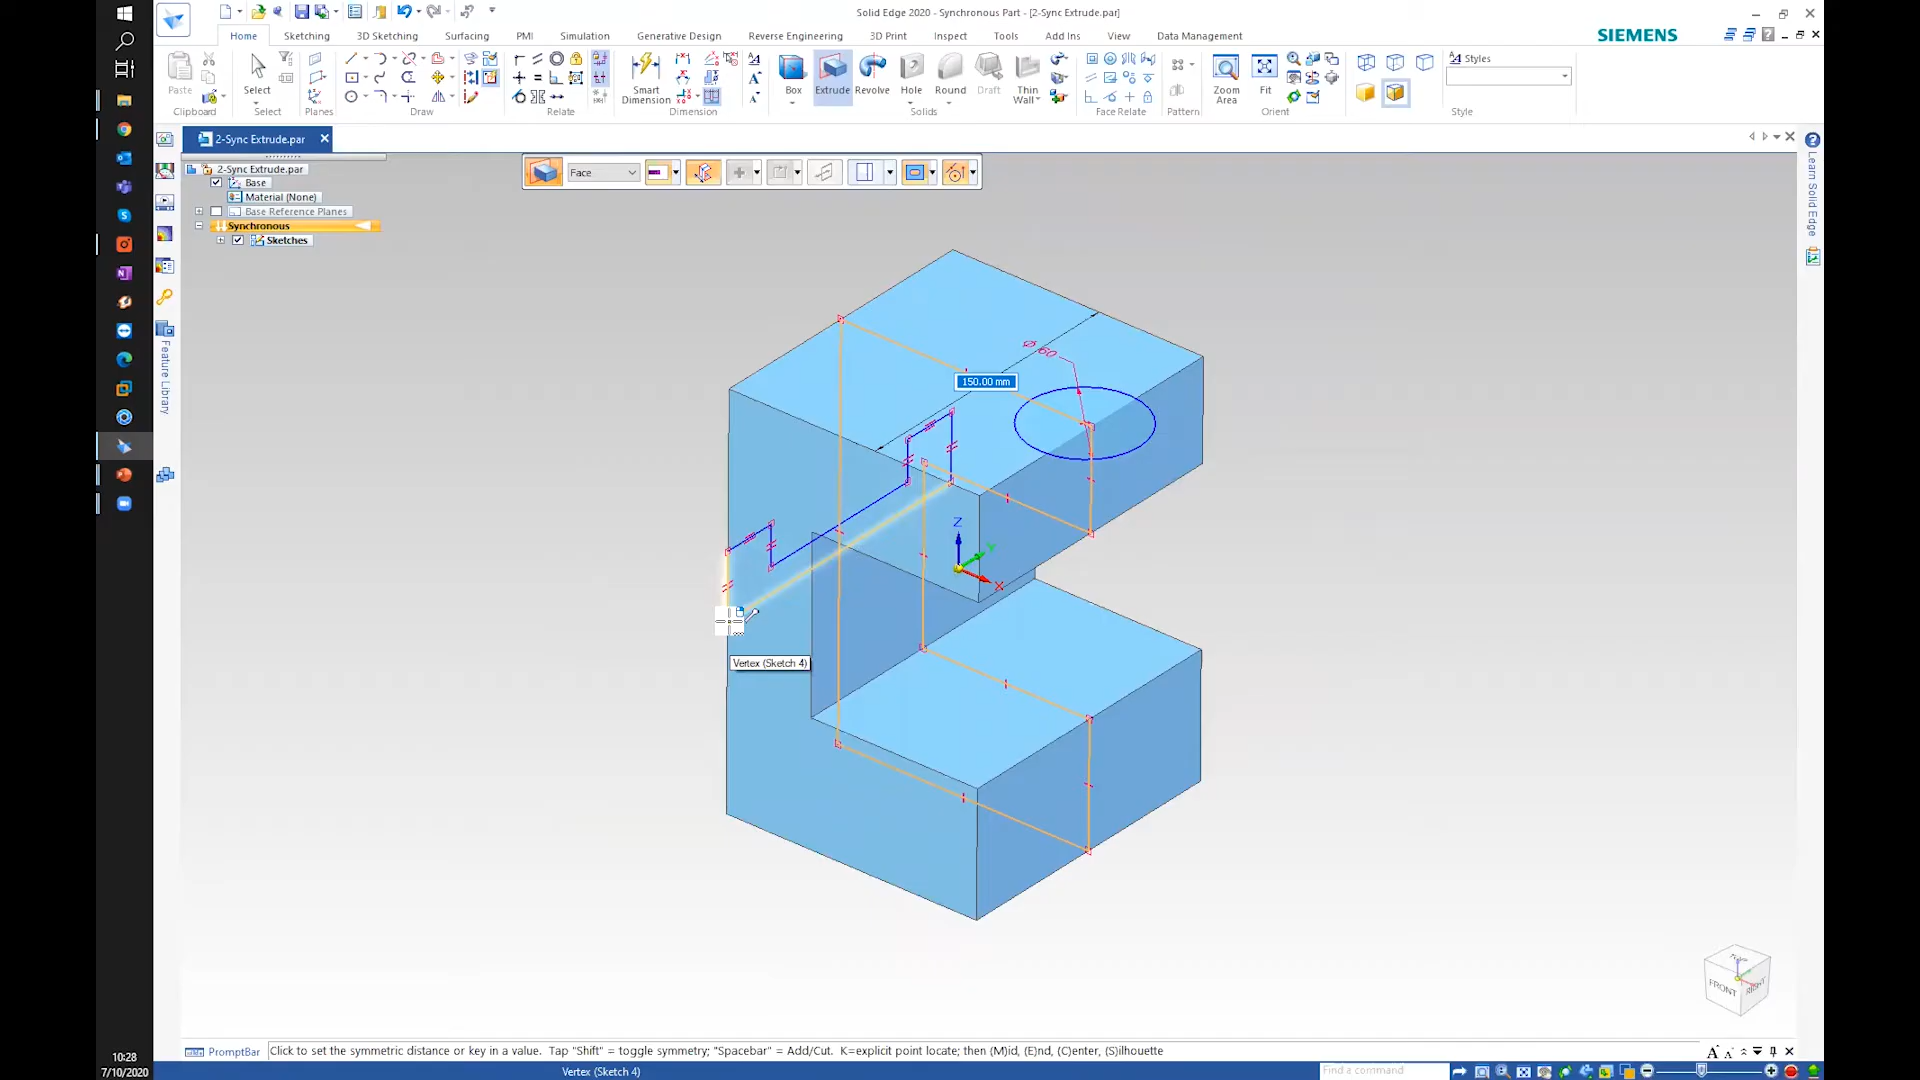 Solid Edge 2020 - Synchronous Part - [2-Sync Extrude.par]
Home
Sketching
3D Sketching
Surfacing
PMI
Simulation
Generative Design
Reverse Engineering
3D Print
Inspect
Tools
Add Ins
View
Data Management
SIEMENS
Paste
Clipboard
Select
Select
Planes
Draw
Relate
Smart
Dimension
Dimension
Box
Extrude
Revolve
Hole
Round
Draft
Thin
Wall
Solids
Face Relate
Pattern
Zoom
Area
Fit
Orient
Styles
Style
2-Sync Extrude.par
2-Sync Extrude.par
Base
Material (None)
Base Reference Planes
Synchronous
Sketches
Face
Feature Library
Learn Solid Edge
Ø 60
150.00 mm
Z
Y
X
Vertex (Sketch 4)
TOP
FRONT
RIGHT
PromptBar
Click to set the symmetric distance or key in a value. Tap "Shift" = toggle symmetry; "Spacebar" = Add/Cut. K=explicit point locate; then (M)id, (E)nd, (C)enter, (S)ilhouette
Vertex (Sketch 4)
Find a command
10:28
7/10/2020